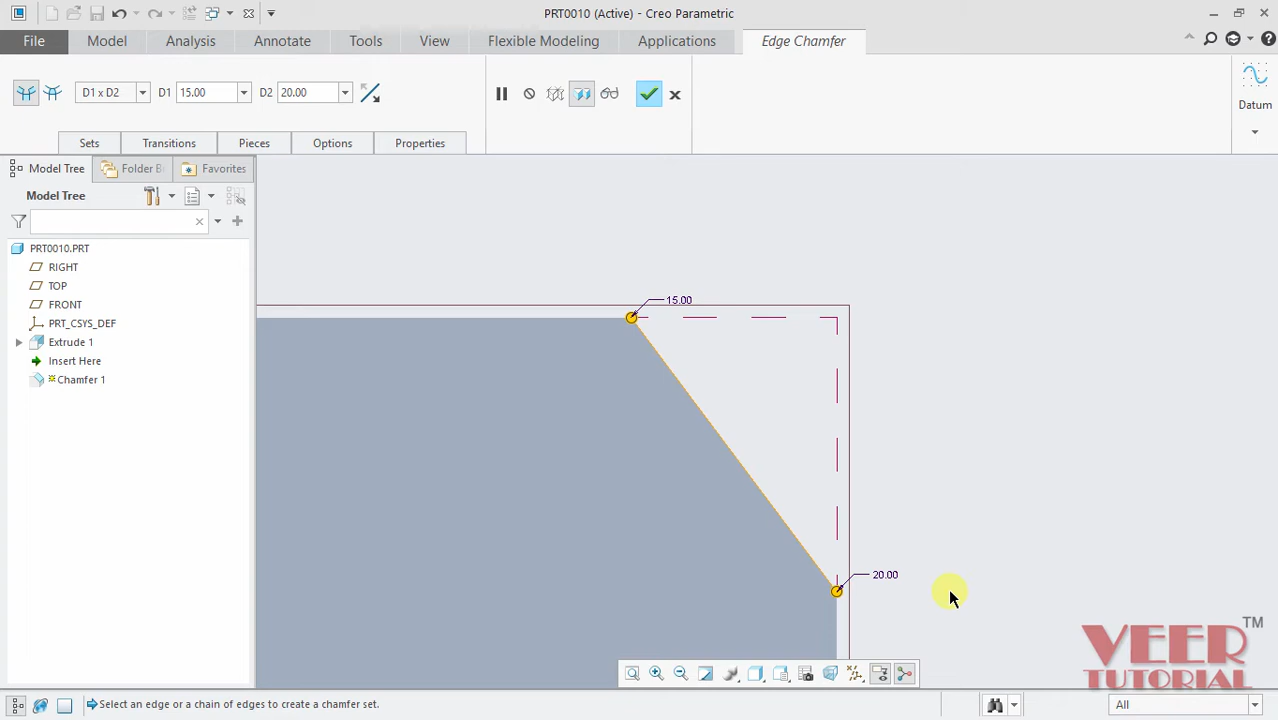 PRT0010 (Active) - Creo Parametric
File Model Analysis Annotate Tools View Flexible Modeling Applications Edge Chamfer
D1 x D2 D1 15.00 D2 20.00
Datum
Sets Transitions Pieces Options Properties
Model Tree Folder B Favorites
Model Tree
PRT0010.PRT
RIGHT
TOP
FRONT
PRT_CSYS_DEF
Extrude 1
Insert Here
Chamfer 1
15.00
20.00
VEER TM
TUTORIAL
Select an edge or a chain of edges to create a chamfer set.
All